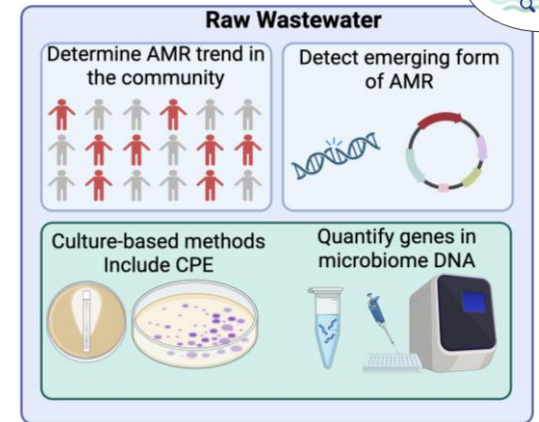 Raw Wastewater
Determine AMR trend in
the community
Detect emerging form
of AMR
Culture-based methods
Include CPE
Quantify genes in
microbiome DNA